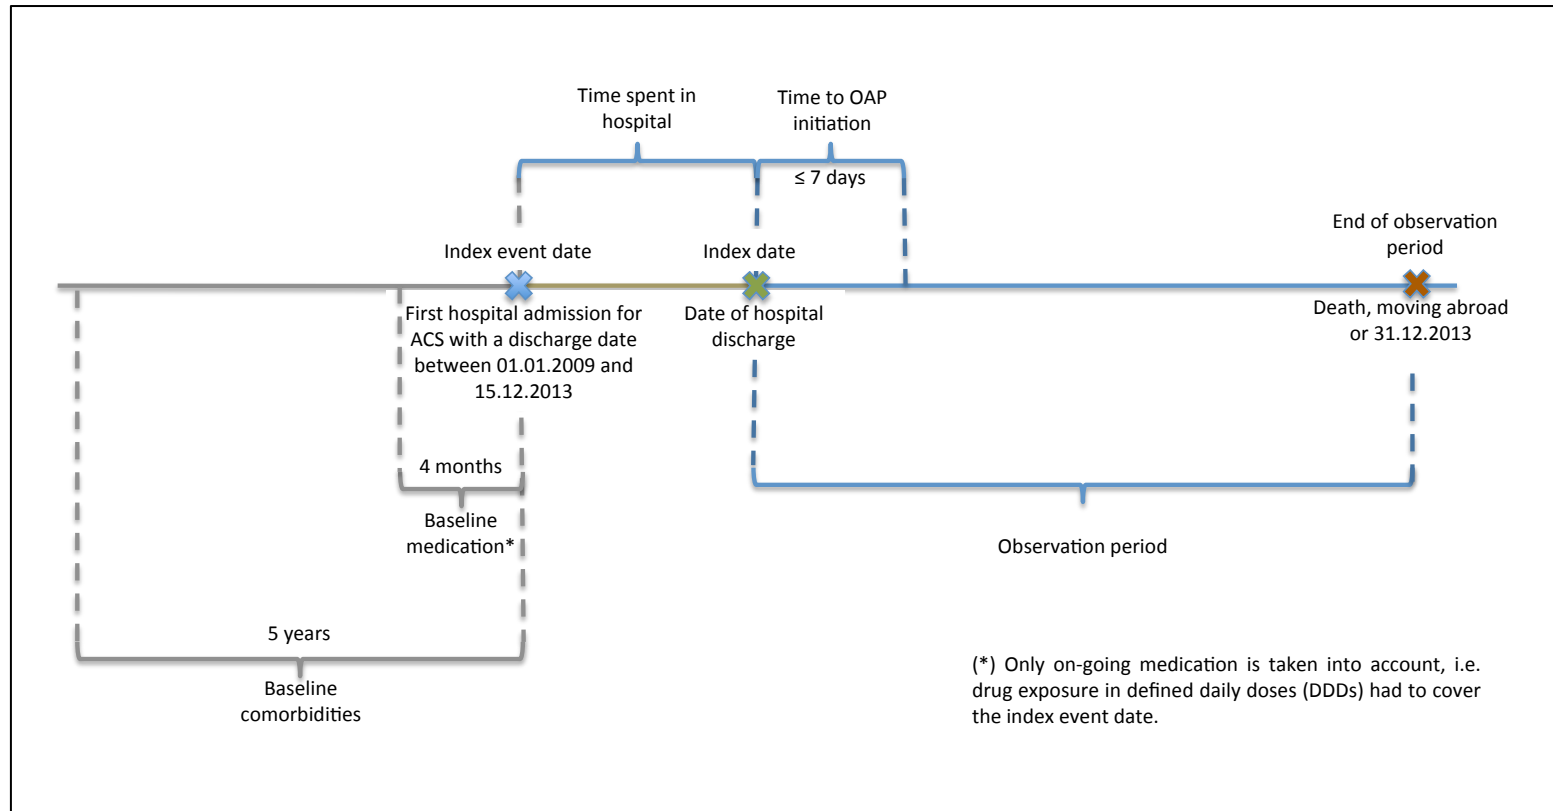 Time spent in
hospital
Time to OAP
initiation
≤ 7 days
End of observation
period
Index event date
Index date
First hospital admission for
ACS with a discharge date
between 01.01.2009 and
15.12.2013
Date of hospital
discharge
Death, moving abroad
or 31.12.2013
4 months
Baseline
medication*
Observation period
5 years
Baseline
comorbidities
(*) Only on-going medication is taken into account, i.e.
drug exposure in defined daily doses (DDDs) had to cover
the index event date.